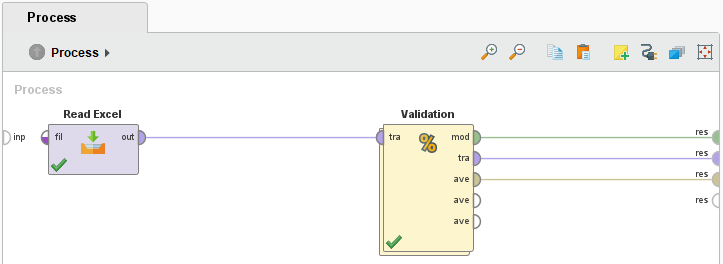 Process
Process
Process
Read Excel
Validation
inp
fil
out
tra
mod
res
tra
res
ave
res
ave
res
ave